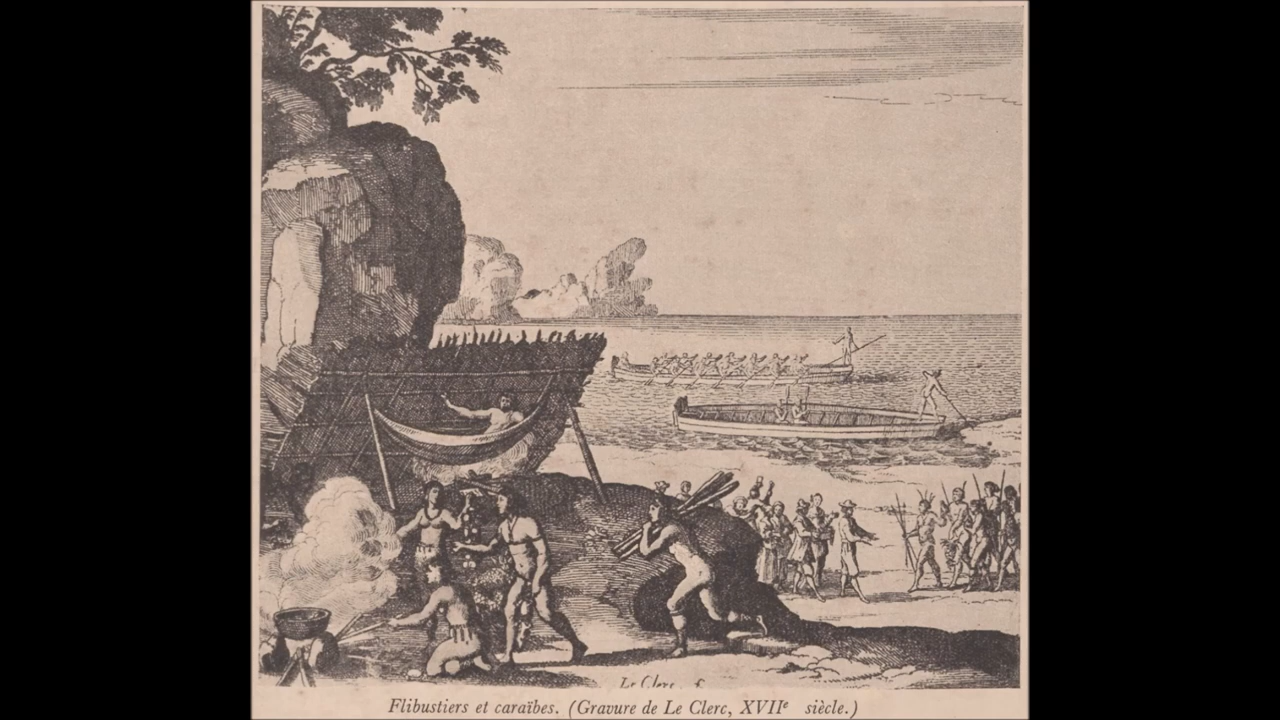 Le Clerc f.
Flibustiers et caraïbes. (Gravure de Le Clerc, XVIIᵉ siècle.)